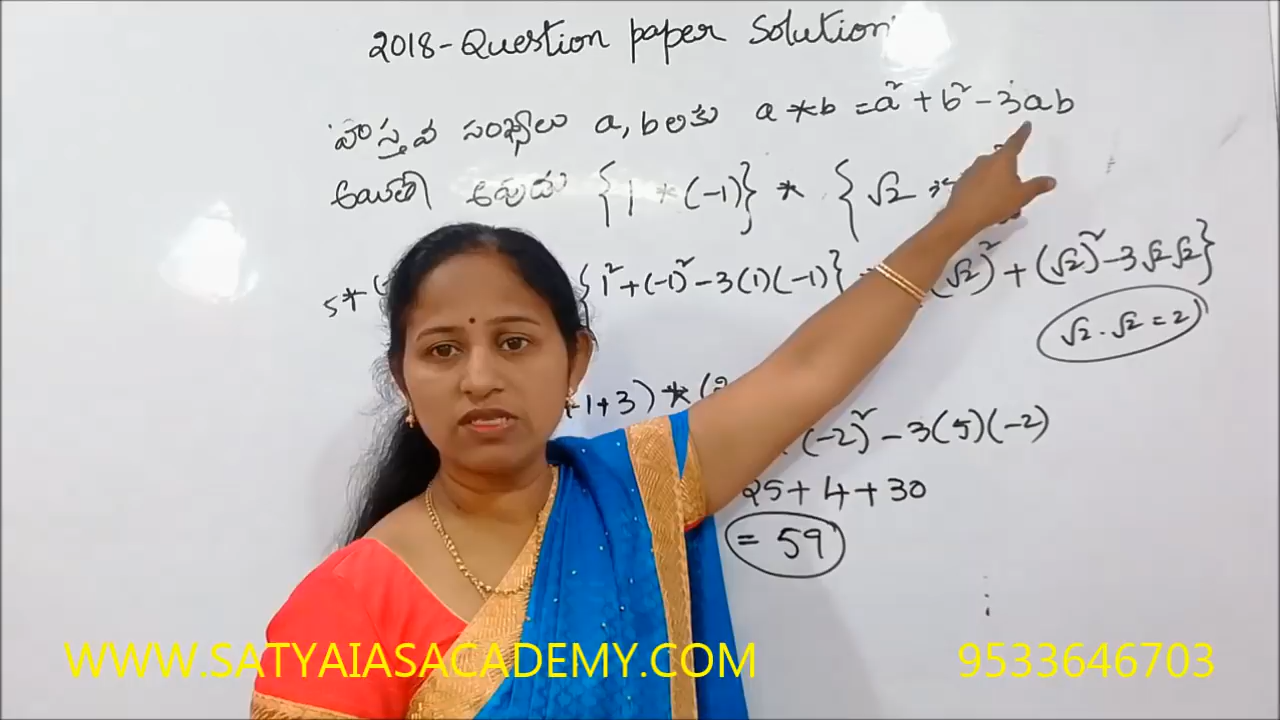 2018-Question paper Solution
వాస్తవ సంఖ్యలు a, b లకు a * b = a² + b² - 3ab
అయితే అపుడు {1 * (-1)} * {√2 *
5 * (- {1² + (-1)² - 3(1)(-1)} (√2)² + (√2)² - 3√2√2}
√2 . √2 = 2
-1+3) * (2
(-2)² - 3(5)(-2)
25 + 4 + 30
= 59
WWW.SATYAIASACADEMY.COM 9533646703